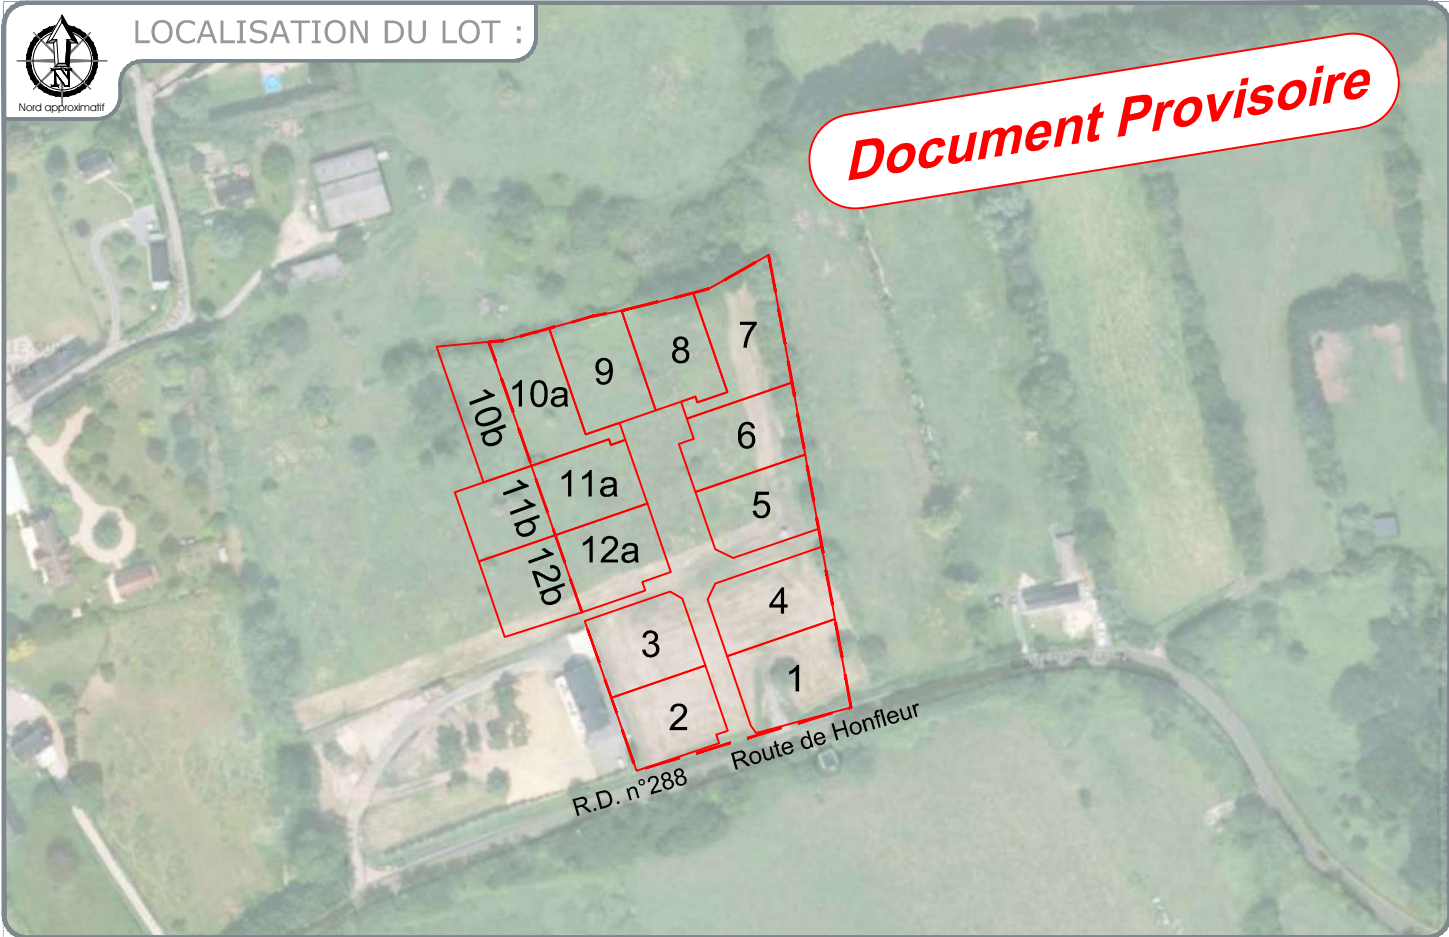 LOCALISATION DU LOT :
N
Nord approximatif
Document Provisoire
7
8
9
10a
10b
6
11a
11b
5
12a
12b
4
3
1
2
Route de Honfleur
R.D. n°288